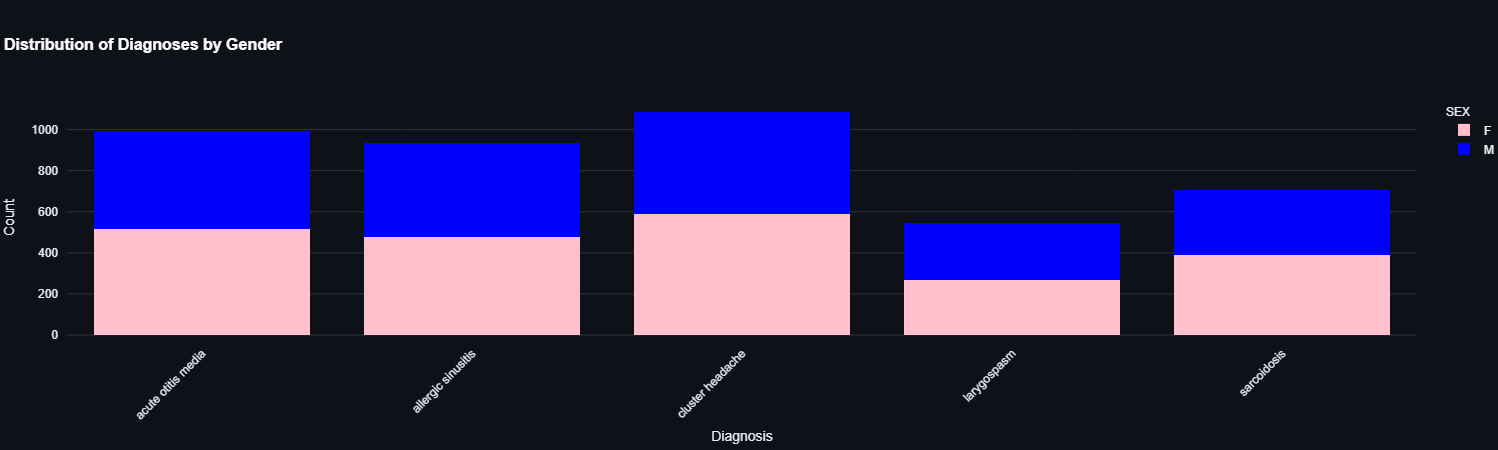 Distribution of Diagnoses by Gender
SEX
F
M
1000
800
600
400
200
0
Count
acute otitis media
allergic sinusitis
cluster headache
larygospasm
sarcoidosis
Diagnosis